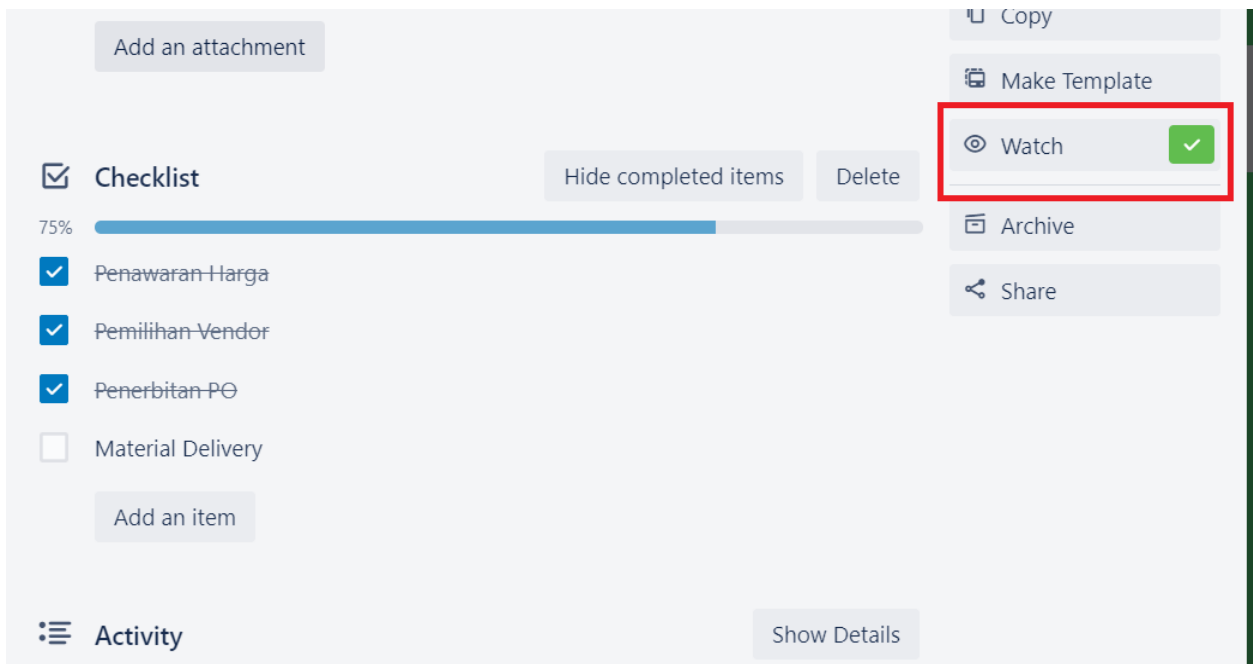 Add an attachment
Checklist
Hide completed items
Delete
75%
Penawaran Harga
Pemilihan Vendor
Penerbitan PO
Material Delivery
Add an item
Activity
Show Details
Copy
Make Template
Watch
Archive
Share